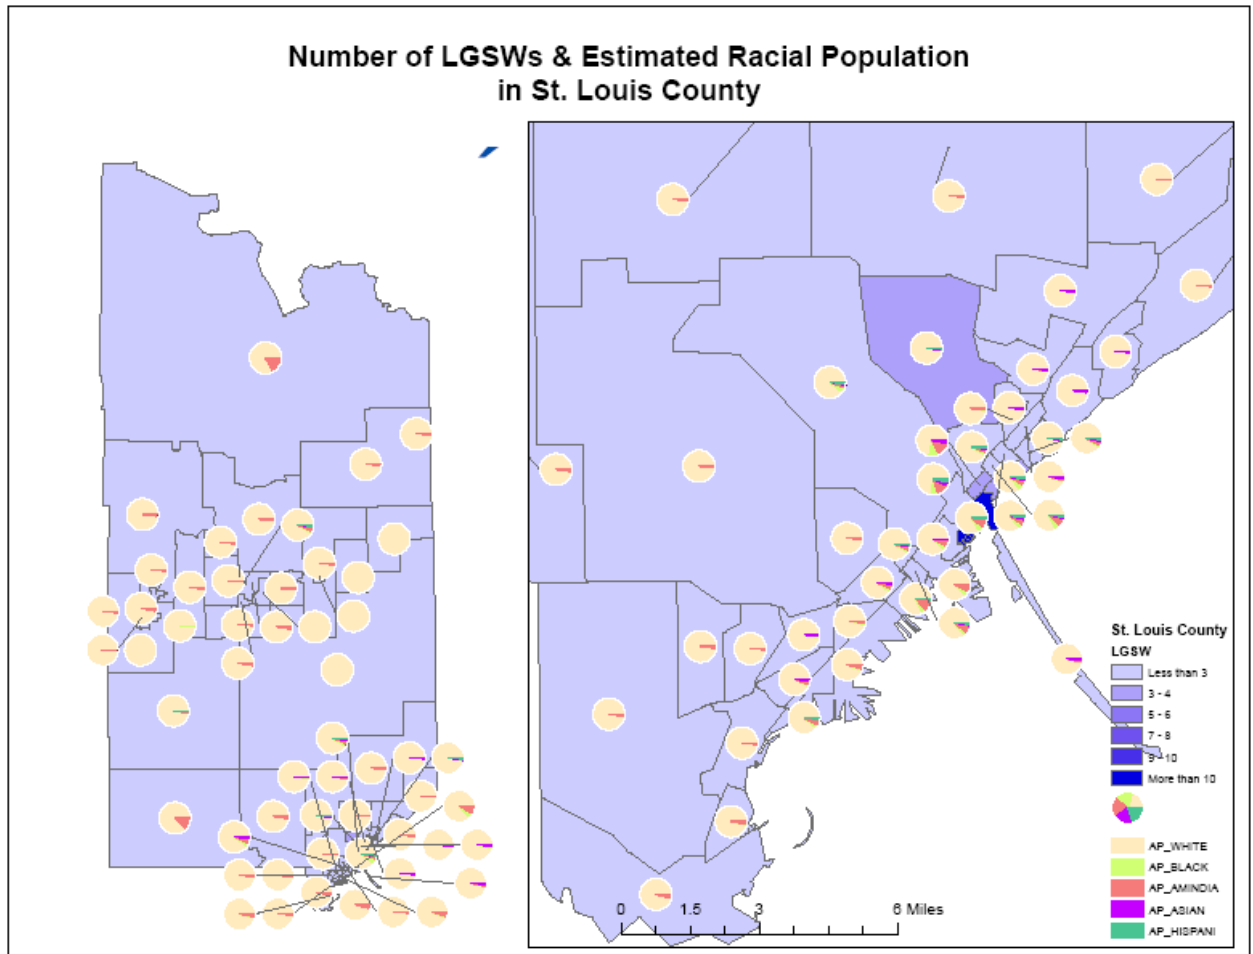 Number of LGSWs & Estimated Racial Population
in St. Louis County
St. Louis County
LGSW
Less than 3
3 - 4
5 - 6
7 - 8
9 - 10
More than 10
AP_WHITE
AP_BLACK
AP_AMINDIA
AP_ASIAN
AP_HISPANI
0 1.5 3 6 Miles